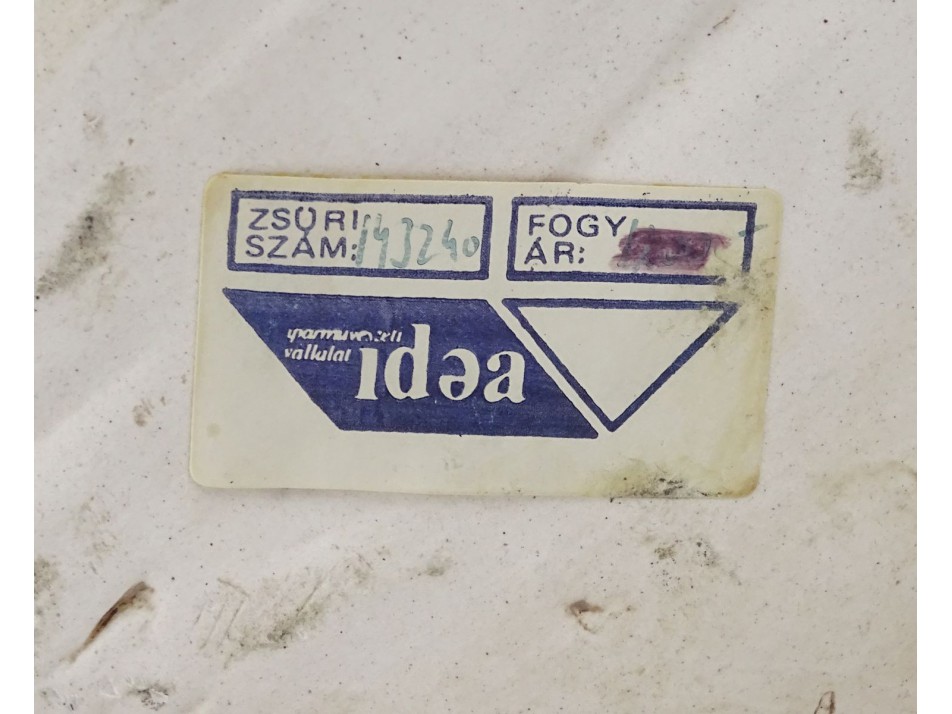 ZSŰRI
SZÁM: 143240
FOGY
ÁR:
iparművészeti
vállalat
idea